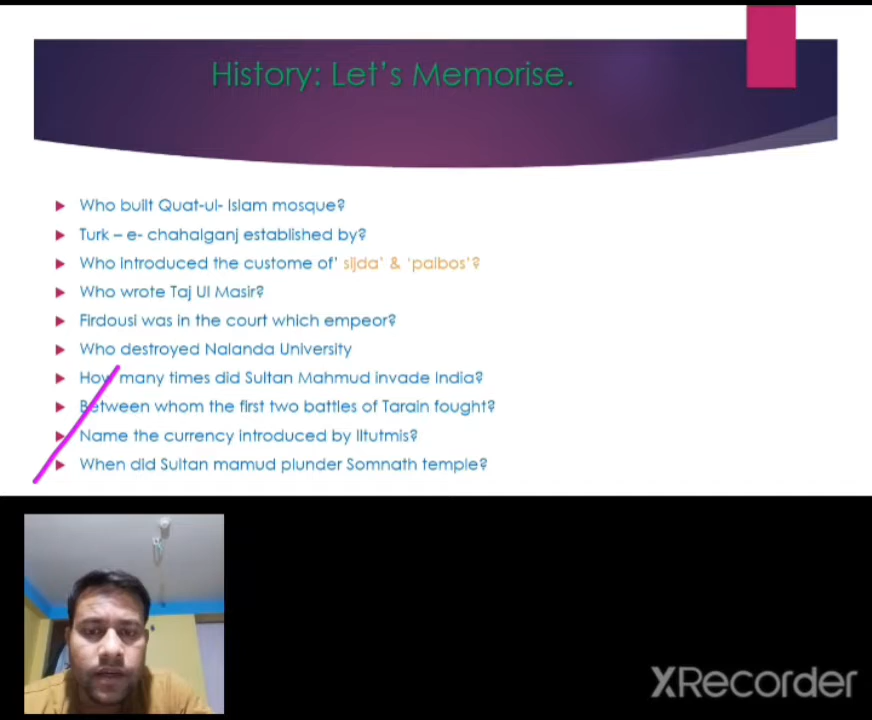 History: Let's Memorise.
Who built Quat-ul- Islam mosque?
Turk – e- chahalganj established by?
Who introduced the custome of' sijda' & 'paibos'?
Who wrote Taj Ul Masir?
Firdousi was in the court which empeor?
Who destroyed Nalanda University
How many times did Sultan Mahmud invade India?
Between whom the first two battles of Tarain fought?
Name the currency introduced by Iltutmis?
When did Sultan mamud plunder Somnath temple?
XRecorder